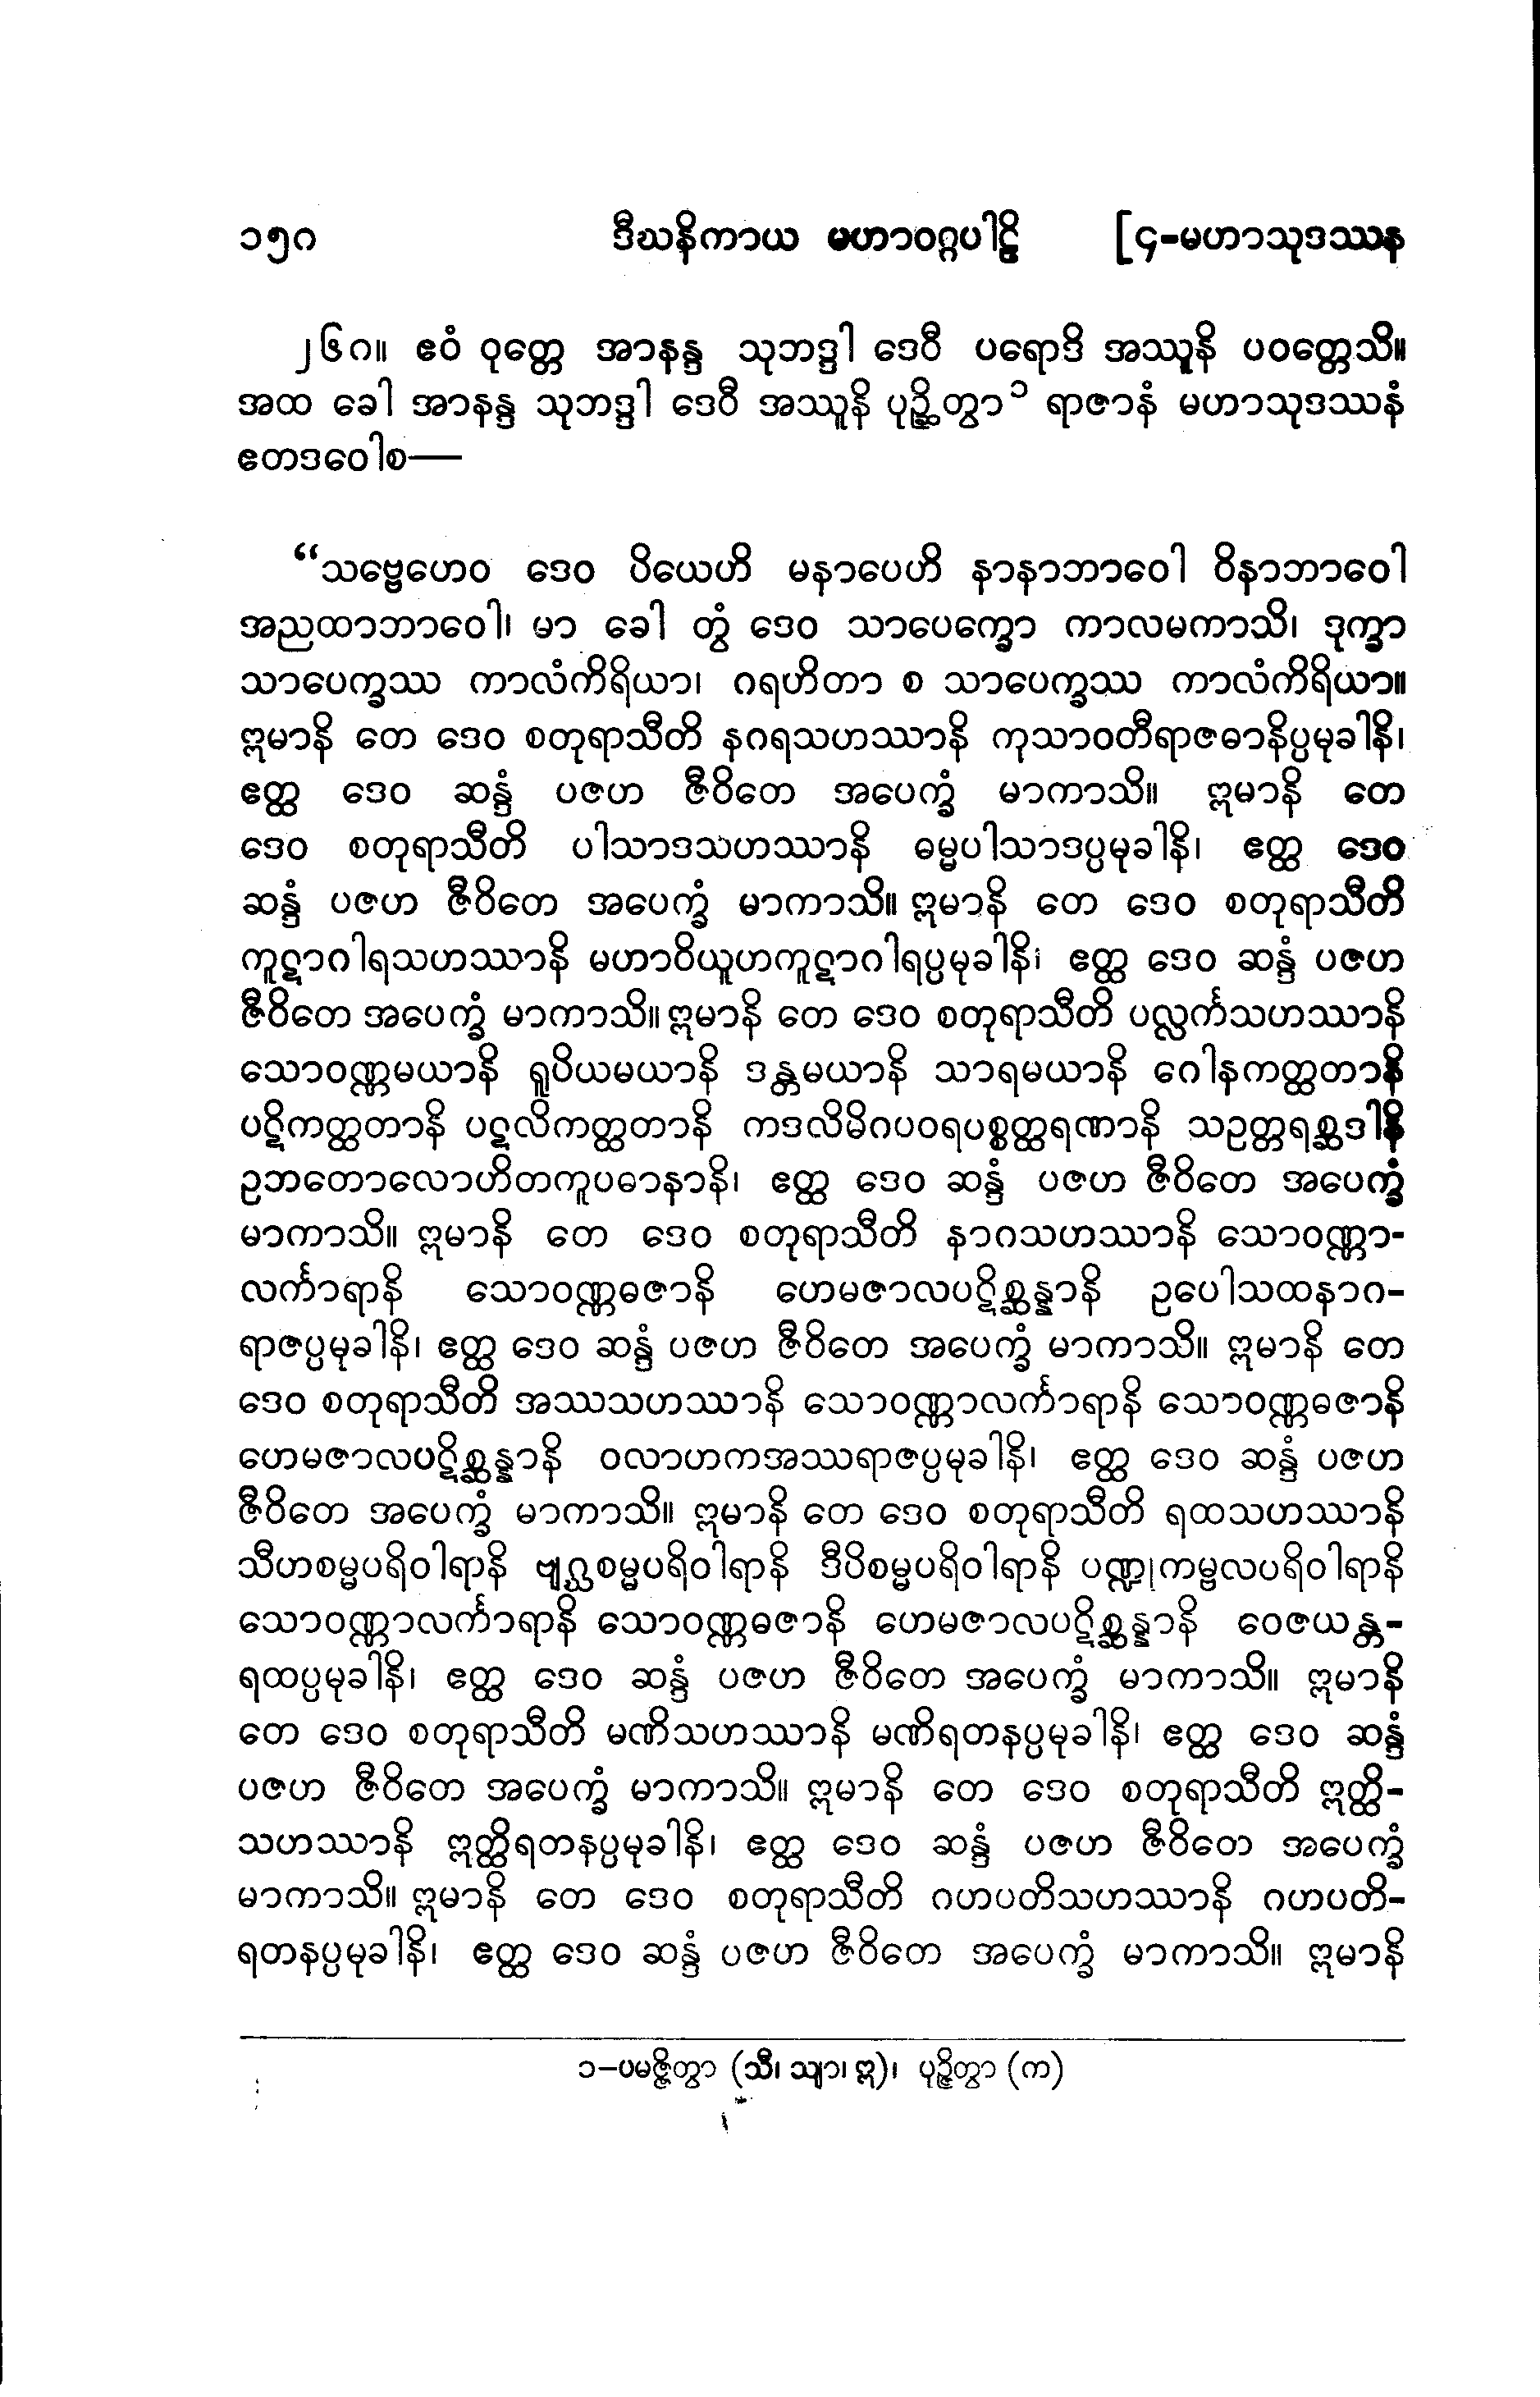 ၁၅၈ ဒီဃနိကာယ မဟာဝဂ္ဂပါဠိ [၄-မဟာသုဒဿန
၂၆၈။ ဧဝံ ဝုတ္တေ အာနန္ဒ သုဘဒ္ဒါ ဒေဝီ ပရောဒိ အဿူနိ ပဝတ္တေသိ။
အထ ခေါ အာနန္ဒ သုဘဒ္ဒါ ဒေဝီ အဿူနိ ပုဉ္ဆိတွာ၁ ရာဇာနံ မဟာသုဒဿနံ
ဧတဒဝေါစ—
“သဗ္ဗေဟေဝ ဒေဝ ပိယေဟိ မနာပေဟိ နာနာဘာဝေါ ဝိနာဘာဝေါ
အညထာဘာဝေါ၊ မာ ခေါ တွံ ဒေဝ သာပေက္ခော ကာလမကာသိ၊ ဒုက္ခာ
သာပေက္ခဿ ကာလံကိရိယာ၊ ဂရဟိတာ စ သာပေက္ခဿ ကာလံကိရိယာ။
ဣမာနိ တေ ဒေဝ စတုရာသီတိ နဂရသဟဿာနိ ကုသာဝတီရာဇဓာနိပ္ပမုခါနိ၊
ဧတ္ထ ဒေဝ ဆန္ဒံ ပဇဟ ဇီဝိတေ အပေက္ခံ မာကာသိ။ ဣမာနိ တေ
ဒေဝ စတုရာသီတိ ပါသာဒသဟဿာနိ ဓမ္မပါသာဒပ္ပမုခါနိ၊ ဧတ္ထ ဒေဝ
ဆန္ဒံ ပဇဟ ဇီဝိတေ အပေက္ခံ မာကာသိ။ ဣမာနိ တေ ဒေဝ စတုရာသီတိ
ကူဋာဂါရသဟဿာနိ မဟာဝိယူဟကူဋာဂါရပ္ပမုခါနိ၊ ဧတ္ထ ဒေဝ ဆန္ဒံ ပဇဟ
ဇီဝိတေ အပေက္ခံ မာကာသိ။ ဣမာနိ တေ ဒေဝ စတုရာသီတိ ပလ္လင်္ကသဟဿာနိ
သောဝဏ္ဏမယာနိ ရူပိယမယာနိ ဒန္တမယာနိ သာရမယာနိ ဂေါနကတ္ထတာနိ
ပဋိကတ္ထတာနိ ပဋလိကတ္ထတာနိ ကဒလိမိဂပဝရပစ္စတ္ထရဏာနိ သဥတ္တရစ္ဆဒါနိ
ဥဘတောလောဟိတကူပဓာနာနိ၊ ဧတ္ထ ဒေဝ ဆန္ဒံ ပဇဟ ဇီဝိတေ အပေက္ခံ
မာကာသိ။ ဣမာနိ တေ ဒေဝ စတုရာသီတိ နာဂသဟဿာနိ သောဝဏ္ဏာ-
လင်္ကာရာနိ သောဝဏ္ဏဓဇာနိ ဟေမဇာလပဋိစ္ဆန္နာနိ ဥပေါသထနာဂ-
ရာဇပ္ပမုခါနိ၊ ဧတ္ထ ဒေဝ ဆန္ဒံ ပဇဟ ဇီဝိတေ အပေက္ခံ မာကာသိ။ ဣမာနိ တေ
ဒေဝ စတုရာသီတိ အဿသဟဿာနိ သောဝဏ္ဏာလင်္ကာရာနိ သောဝဏ္ဏဓဇာနိ
ဟေမဇာလပဋိစ္ဆန္နာနိ ဝလာဟကအဿရာဇပ္ပမုခါနိ၊ ဧတ္ထ ဒေဝ ဆန္ဒံ ပဇဟ
ဇီဝိတေ အပေက္ခံ မာကာသိ။ ဣမာနိ တေ ဒေဝ စတုရာသီတိ ရထသဟဿာနိ
သီဟစမ္မပရိဝါရာနိ ဗျဂ္ဃစမ္မပရိဝါရာနိ ဒီပိစမ္မပရိဝါရာနိ ပဏ္ဍုကမ္ဗလပရိဝါရာနိ
သောဝဏ္ဏာလင်္ကာရာနိ သောဝဏ္ဏဓဇာနိ ဟေမဇာလပဋိစ္ဆန္နာနိ ဝေဇယန္တ-
ရထပ္ပမုခါနိ၊ ဧတ္ထ ဒေဝ ဆန္ဒံ ပဇဟ ဇီဝိတေ အပေက္ခံ မာကာသိ။ ဣမာနိ
တေ ဒေဝ စတုရာသီတိ မဏိသဟဿာနိ မဏိရတနပ္ပမုခါနိ၊ ဧတ္ထ ဒေဝ ဆန္ဒံ
ပဇဟ ဇီဝိတေ အပေက္ခံ မာကာသိ။ ဣမာနိ တေ ဒေဝ စတုရာသီတိ ဣတ္ထိ-
သဟဿာနိ ဣတ္ထိရတနပ္ပမုခါနိ၊ ဧတ္ထ ဒေဝ ဆန္ဒံ ပဇဟ ဇီဝိတေ အပေက္ခံ
မာကာသိ။ ဣမာနိ တေ ဒေဝ စတုရာသီတိ ဂဟပတိသဟဿာနိ ဂဟပတိ-
ရတနပ္ပမုခါနိ၊ ဧတ္ထ ဒေဝ ဆန္ဒံ ပဇဟ ဇီဝိတေ အပေက္ခံ မာကာသိ။ ဣမာနိ
၁-ပမဇ္ဇိတွာ (သီ၊ သျာ၊ ဣ)၊ ပုဉ္ဇိတွာ (က)